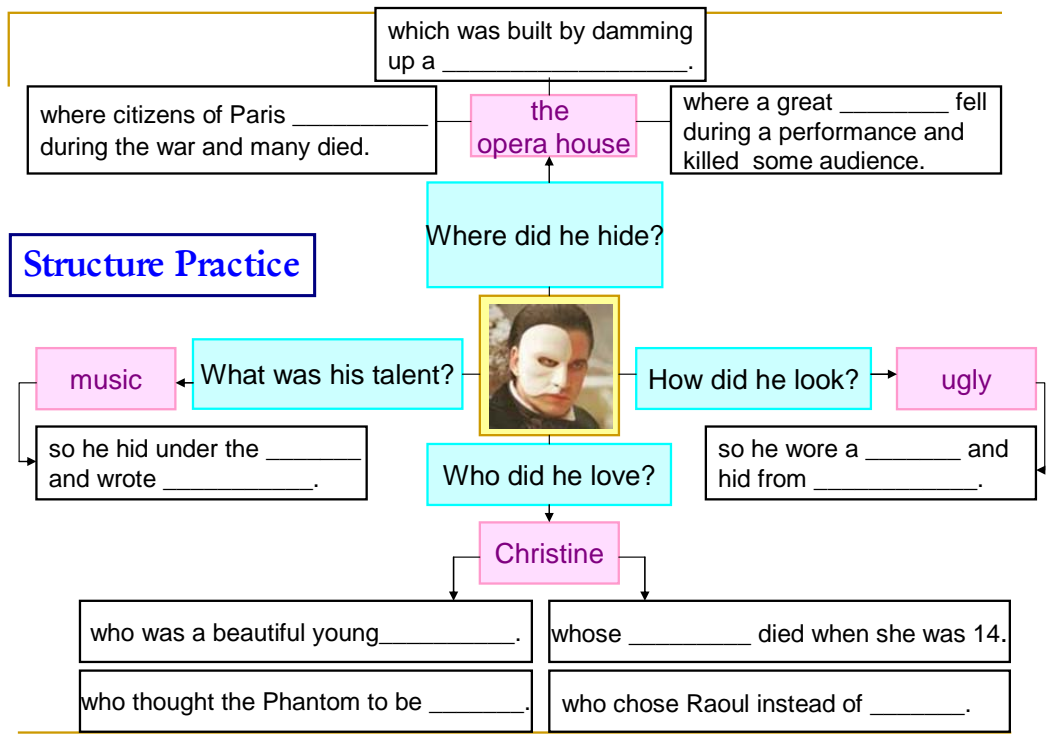 which was built by damming
up a __________________.
where citizens of Paris __________
during the war and many died.
the
opera house
where a great ________ fell
during a performance and
killed some audience.
Where did he hide?
Structure Practice
music
What was his talent?
How did he look?
ugly
so he hid under the _______
and wrote ___________.
Who did he love?
so he wore a _______ and
hid from ____________.
Christine
who was a beautiful young__________.
whose _________ died when she was 14.
who thought the Phantom to be _______.
who chose Raoul instead of _______.